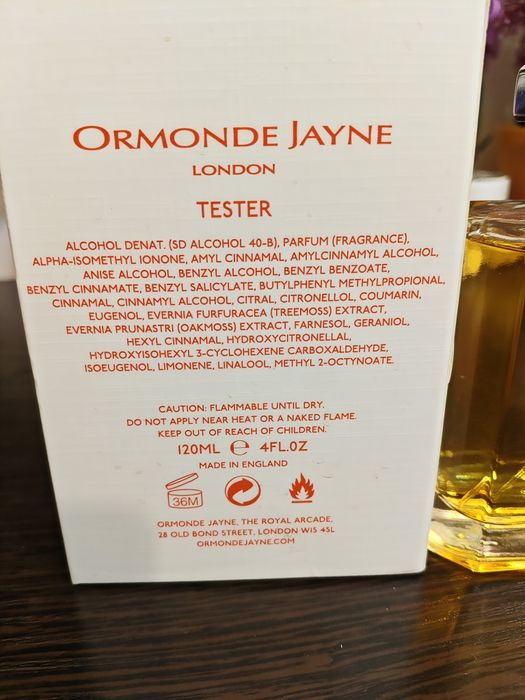 ORMONDE JAYNE
LONDON
TESTER
ALCOHOL DENAT. (SD ALCOHOL 40-B), PARFUM (FRAGRANCE),
ALPHA-ISOMETHYL IONONE, AMYL CINNAMAL, AMYLCINNAMYL ALCOHOL,
ANISE ALCOHOL, BENZYL ALCOHOL, BENZYL BENZOATE,
BENZYL CINNAMATE, BENZYL SALICYLATE, BUTYLPHENYL METHYLPROPIONAL,
CINNAMAL, CINNAMYL ALCOHOL, CITRAL, CITRONELLOL, COUMARIN,
EUGENOL, EVERNIA FURFURACEA (TREEMOSS) EXTRACT,
EVERNIA PRUNASTRI (OAKMOSS) EXTRACT, FARNESOL, GERANIOL,
HEXYL CINNAMAL, HYDROXYCITRONELLAL,
HYDROXYISOHEXYL 3-CYCLOHEXENE CARBOXALDEHYDE,
ISOEUGENOL, LIMONENE, LINALOOL, METHYL 2-OCTYNOATE.
CAUTION: FLAMMABLE UNTIL DRY.
DO NOT APPLY NEAR HEAT OR A NAKED FLAME.
KEEP OUT OF REACH OF CHILDREN.
120ML e 4FL.OZ
MADE IN ENGLAND
36M
ORMONDE JAYNE, THE ROYAL ARCADE,
28 OLD BOND STREET, LONDON W1S 4SL
ORMONDEJAYNE.COM